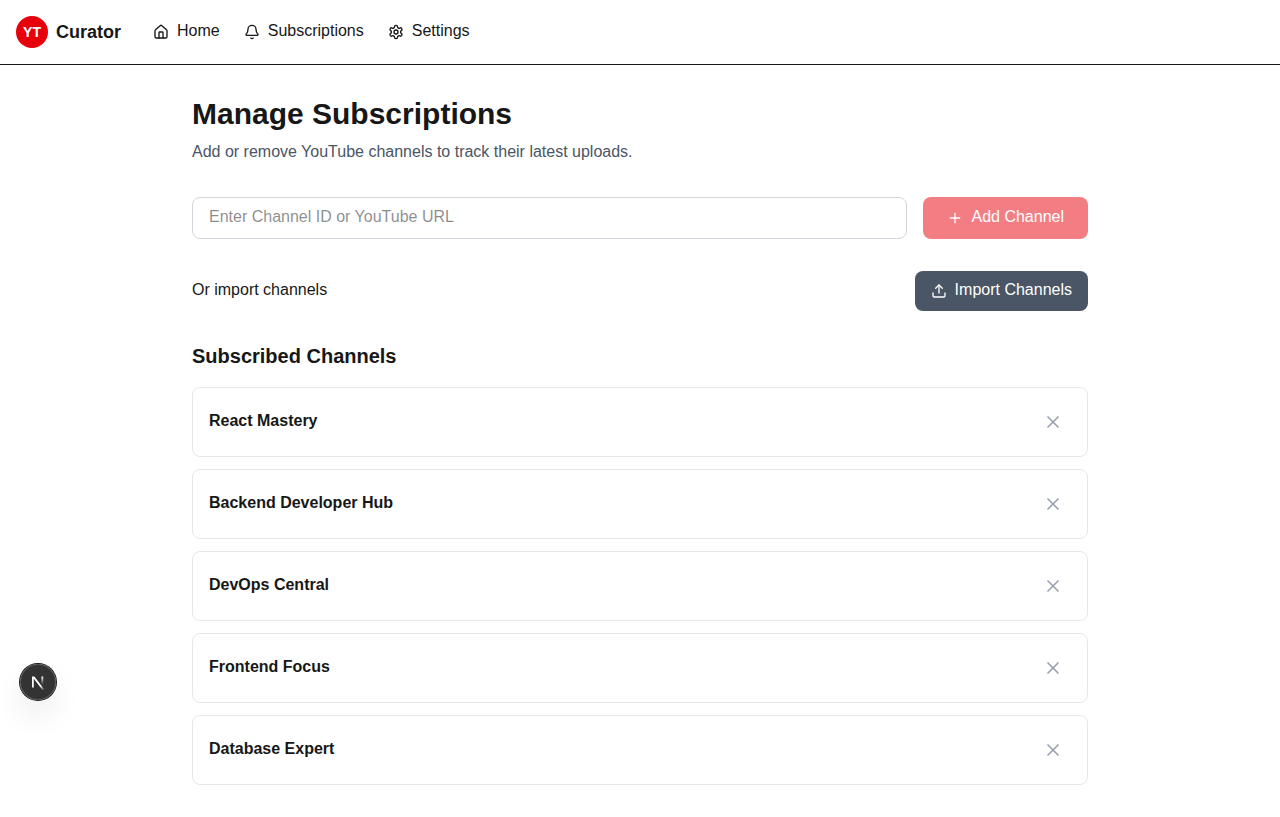 YT Curator Home Subscriptions Settings
Manage Subscriptions
Add or remove YouTube channels to track their latest uploads.
Enter Channel ID or YouTube URL
Add Channel
Or import channels
Import Channels
Subscribed Channels
React Mastery
Backend Developer Hub
DevOps Central
Frontend Focus
N
Database Expert